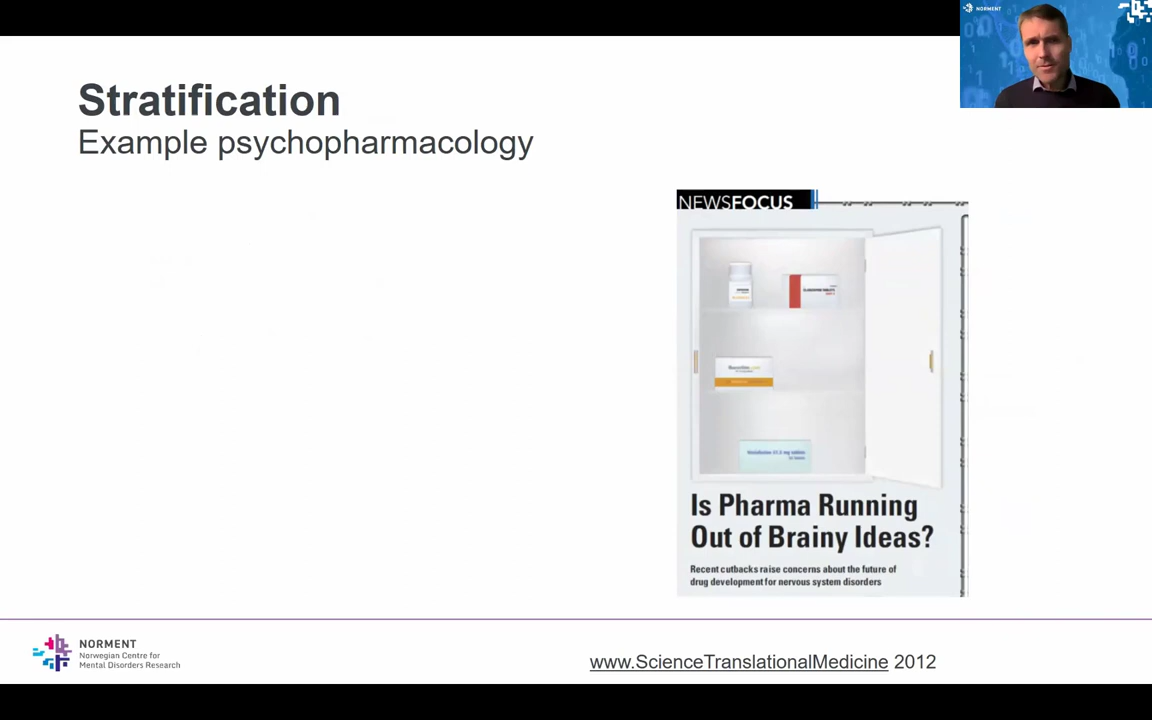 NORMENT
Stratification
Example psychopharmacology
NEWSFOCUS
Is Pharma Running
Out of Brainy Ideas?
Recent cutbacks raise concerns about the future of
drug development for nervous system disorders
NORMENT
Norwegian Centre for
Mental Disorders Research
www.ScienceTranslationalMedicine 2012